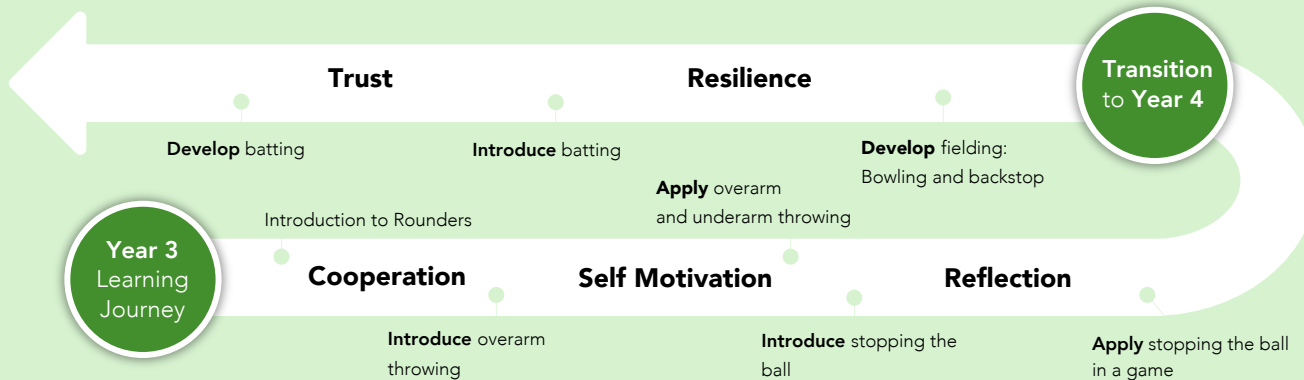 Trust
Resilience
Transition
to Year 4
Develop batting
Introduce batting
Develop fielding:
Bowling and backstop
Apply overarm
and underarm throwing
Introduction to Rounders
Year 3
Learning
Journey
Cooperation
Self Motivation
Reflection
Introduce overarm
throwing
Introduce stopping the
ball
Apply stopping the ball
in a game